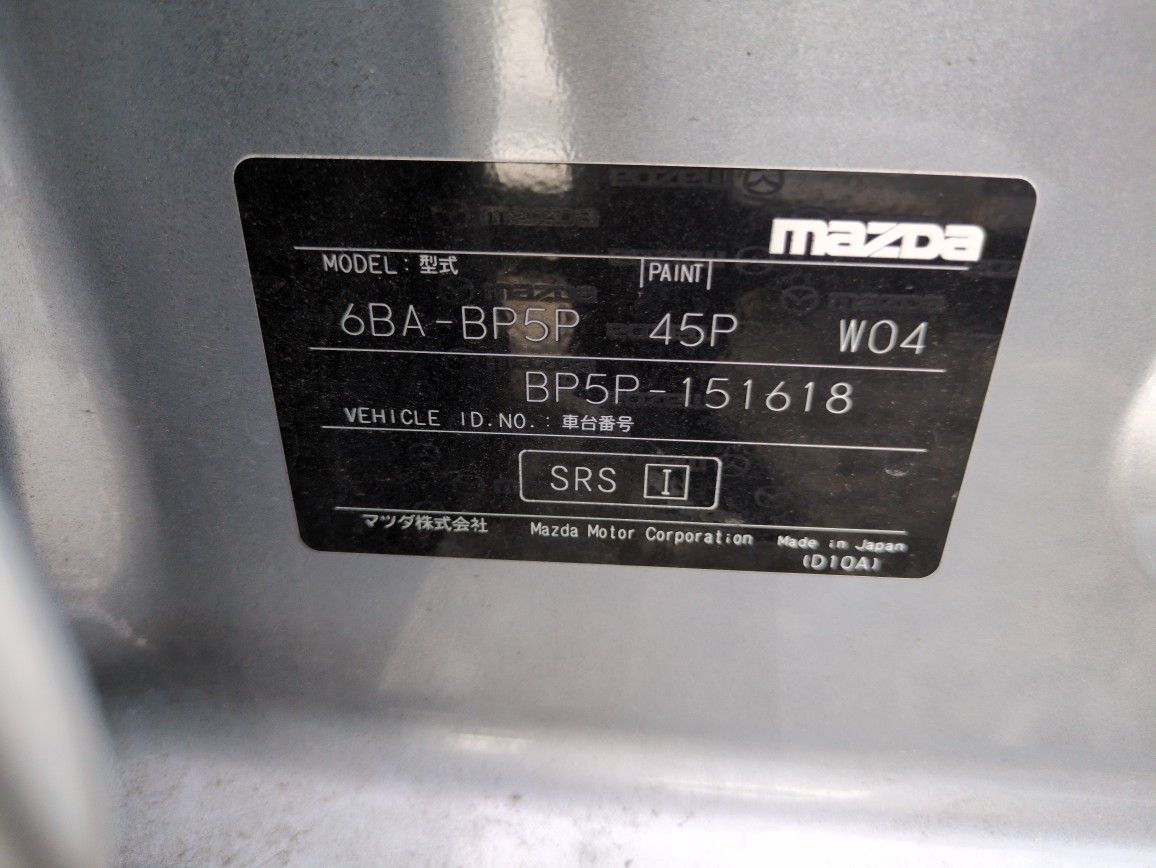 mazda
MODEL : 型式 PAINT
6BA-BP5P 45P W04
BP5P-151618
VEHICLE ID.NO. : 車台番号
SRS I
マツダ株式会社 Mazda Motor Corporation Made in Japan
(D10A)